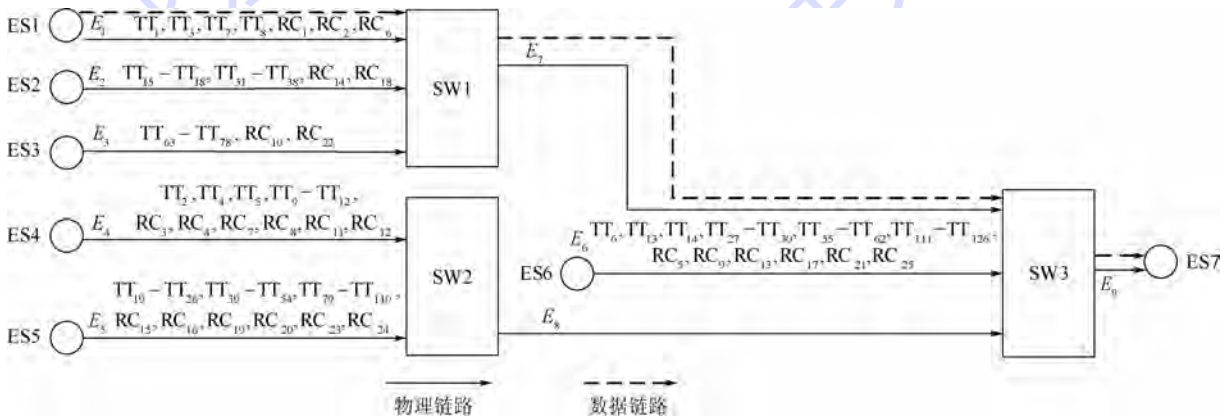 ES1 E₁ TT₁, TT₃, TT₇, TT₈, RC₁, RC₂, RC₆
ES2 E₂ TT₁₅−TT₁₈, TT₃₁−TT₃₈, RC₁₄, RC₁₈
ES3 E₃ TT₆₃−TT₇₈, RC₁₀, RC₂₂
SW1
E₇
TT₂, TT₄, TT₅, TT₉−TT₁₂,
ES4 E₄ RC₃, RC₄, RC₇, RC₈, RC₁₁, RC₁₂
SW2
TT₁₉−TT₂₆, TT₃₉−TT₅₄, TT₇₉−TT₁₁₀,
ES5 E₅ RC₁₅, RC₁₆, RC₁₉, RC₂₀, RC₂₃, RC₂₄
E₆ TT₆, TT₁₃, TT₁₄, TT₂₇−TT₃₀, TT₅₅−TT₆₂, TT₁₁₁−TT₁₂₆,
ES6 RC₅, RC₉, RC₁₃, RC₁₇, RC₂₁, RC₂₅
E₈
SW3
E₉
ES7
物理链路
数据链路